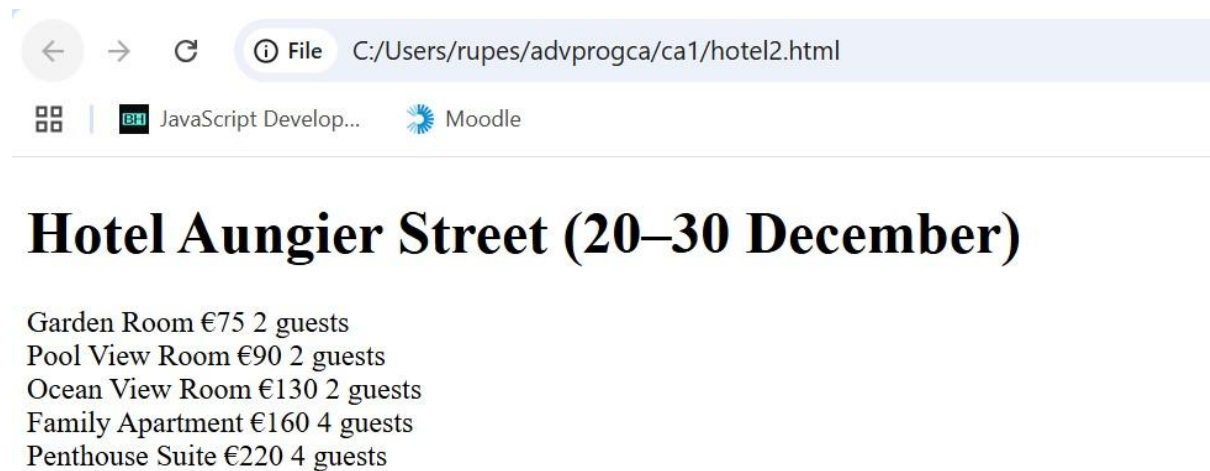 File C:/Users/rupes/advprogca/ca1/hotel2.html
BH JavaScript Develop... Moodle
Hotel Aungier Street (20–30 December)
Garden Room €75 2 guests
Pool View Room €90 2 guests
Ocean View Room €130 2 guests
Family Apartment €160 4 guests
Penthouse Suite €220 4 guests